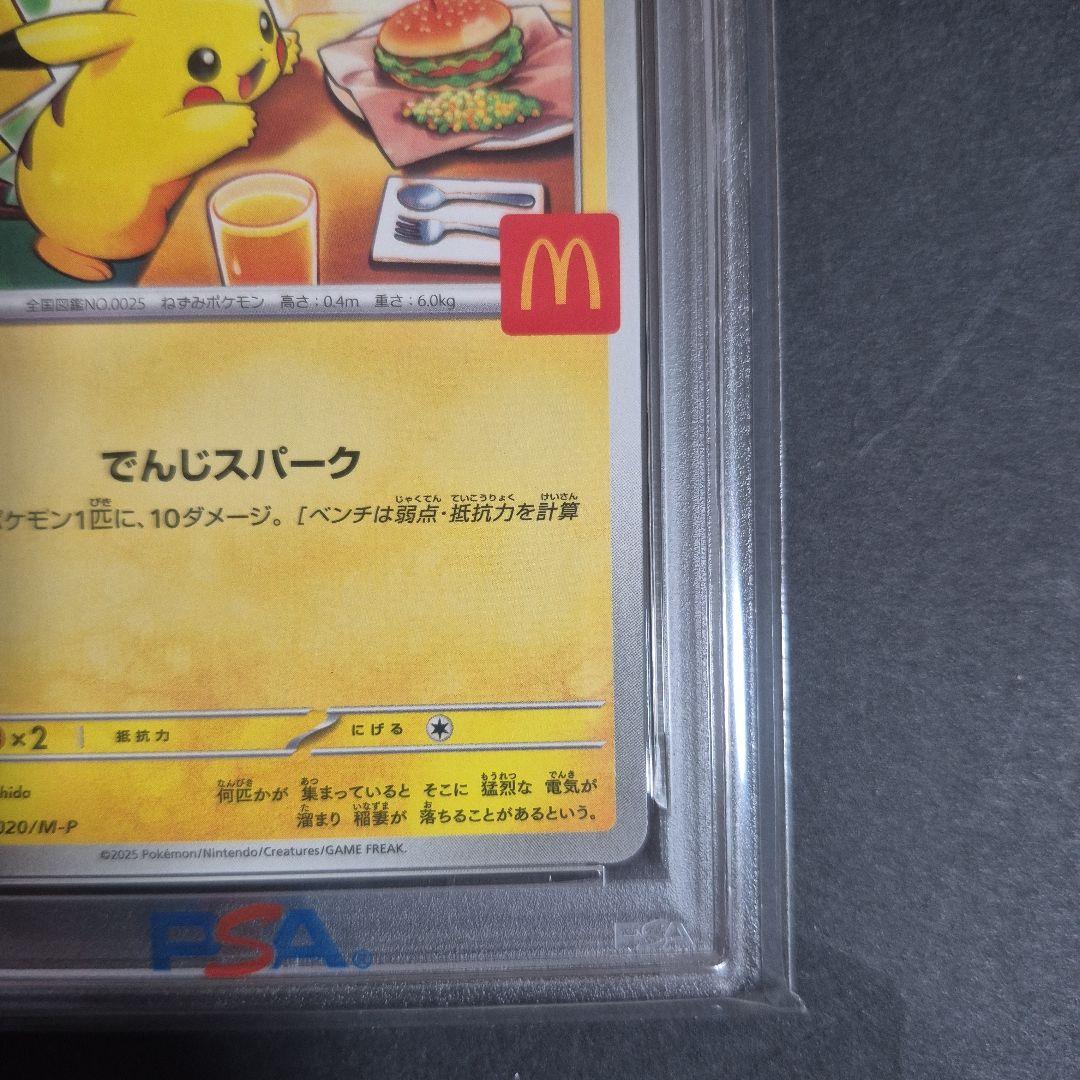 全国図鑑NO.0025 ねずみポケモン 高さ:0.4m 重さ:6.0kg
でんじスパーク
ポケモン1匹に、10ダメージ。[ベンチは弱点・抵抗力を計算
×2 抵抗力 にげる
何匹かが 集まっていると そこに 猛烈な 電気が
溜まり 稲妻が 落ちることがあるという。
020/M-P
©2025 Pokémon/Nintendo/Creatures/GAME FREAK.
PSA®
PSA